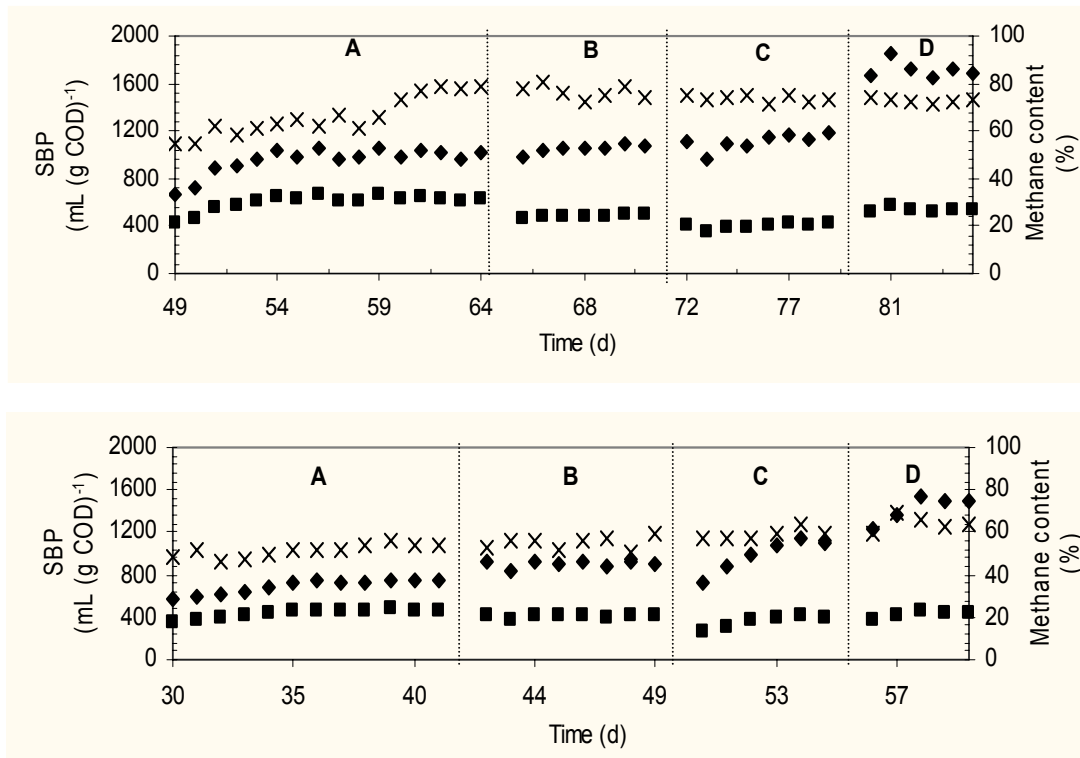 2000
1600
1200
800
400
0
SBP
(mL (g COD)-1)
A
B
C
D
100
80
60
40
20
0
Methane content
(%)
49 54 59 64 68 72 77 81
Time (d)
2000
1600
1200
800
400
0
SBP
(mL (g COD)-1)
A
B
C
D
100
80
60
40
20
0
Methane content
(%)
30 35 40 44 49 53 57
Time (d)